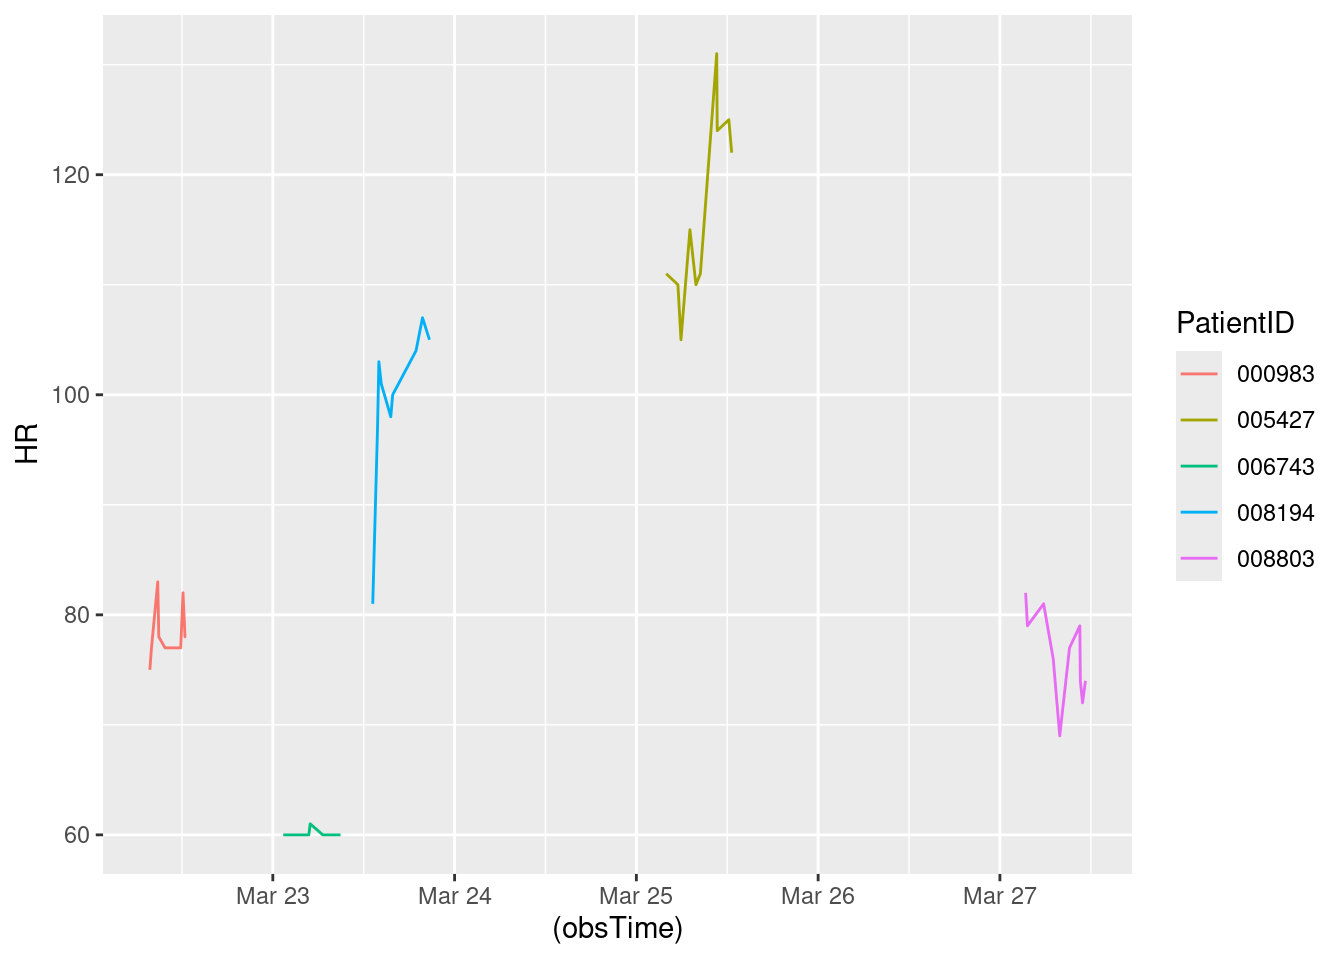 HR
120
100
80
60
Mar 23
Mar 24
Mar 25
Mar 26
Mar 27
(obsTime)
PatientID
000983
005427
006743
008194
008803